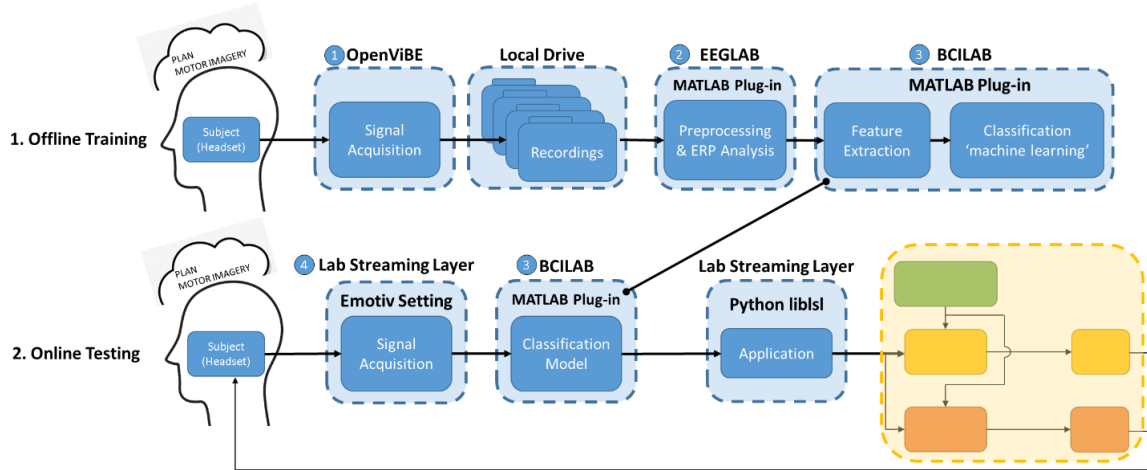 PLAN
MOTOR IMAGERY
1 OpenViBE
Local Drive
2 EEGLAB
3 BCILAB
MATLAB Plug-in
MATLAB Plug-in
1. Offline Training
Subject
(Headset)
Signal
Acquisition
Recordings
Preprocessing
& ERP Analysis
Feature
Extraction
Classification
‘machine learning’
PLAN
MOTOR IMAGERY
4 Lab Streaming Layer
3 BCILAB
Lab Streaming Layer
Emotiv Setting
MATLAB Plug-in
Python liblsl
2. Online Testing
Subject
(Headset)
Signal
Acquisition
Classification
Model
Application